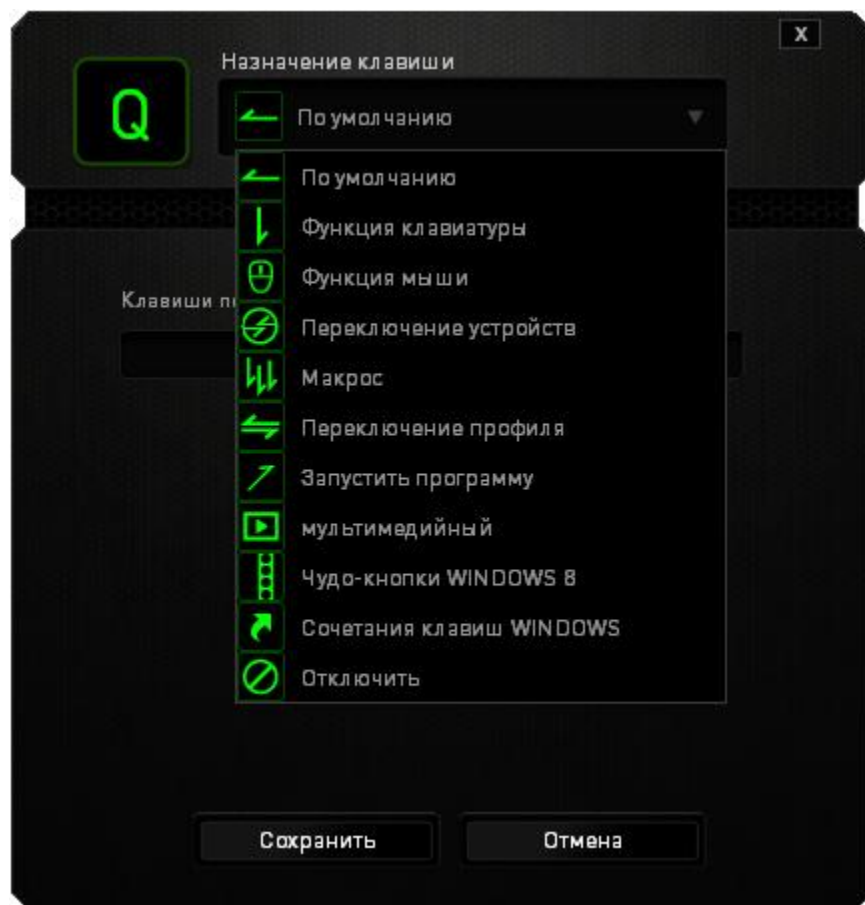 X
Назначение клавиши
Q
По умолчанию
По умолчанию
Функция клавиатуры
Функция мыши
Клавиши
Переключение устройств
Макрос
Переключение профиля
Запустить программу
мультимедийный
Чудо-кнопки WINDOWS 8
Сочетания клавиш WINDOWS
Отключить
Сохранить
Отмена